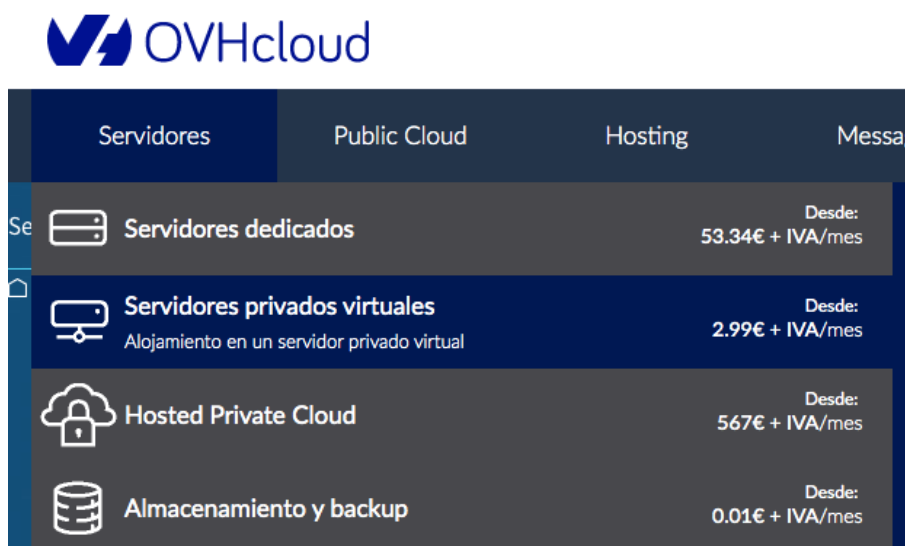 OVHcloud
Servidores
Public Cloud
Hosting
Messa
Se
Servidores dedicados
Desde:
53.34€ + IVA/mes
Servidores privados virtuales
Alojamiento en un servidor privado virtual
Desde:
2.99€ + IVA/mes
Hosted Private Cloud
Desde:
567€ + IVA/mes
Almacenamiento y backup
Desde:
0.01€ + IVA/mes